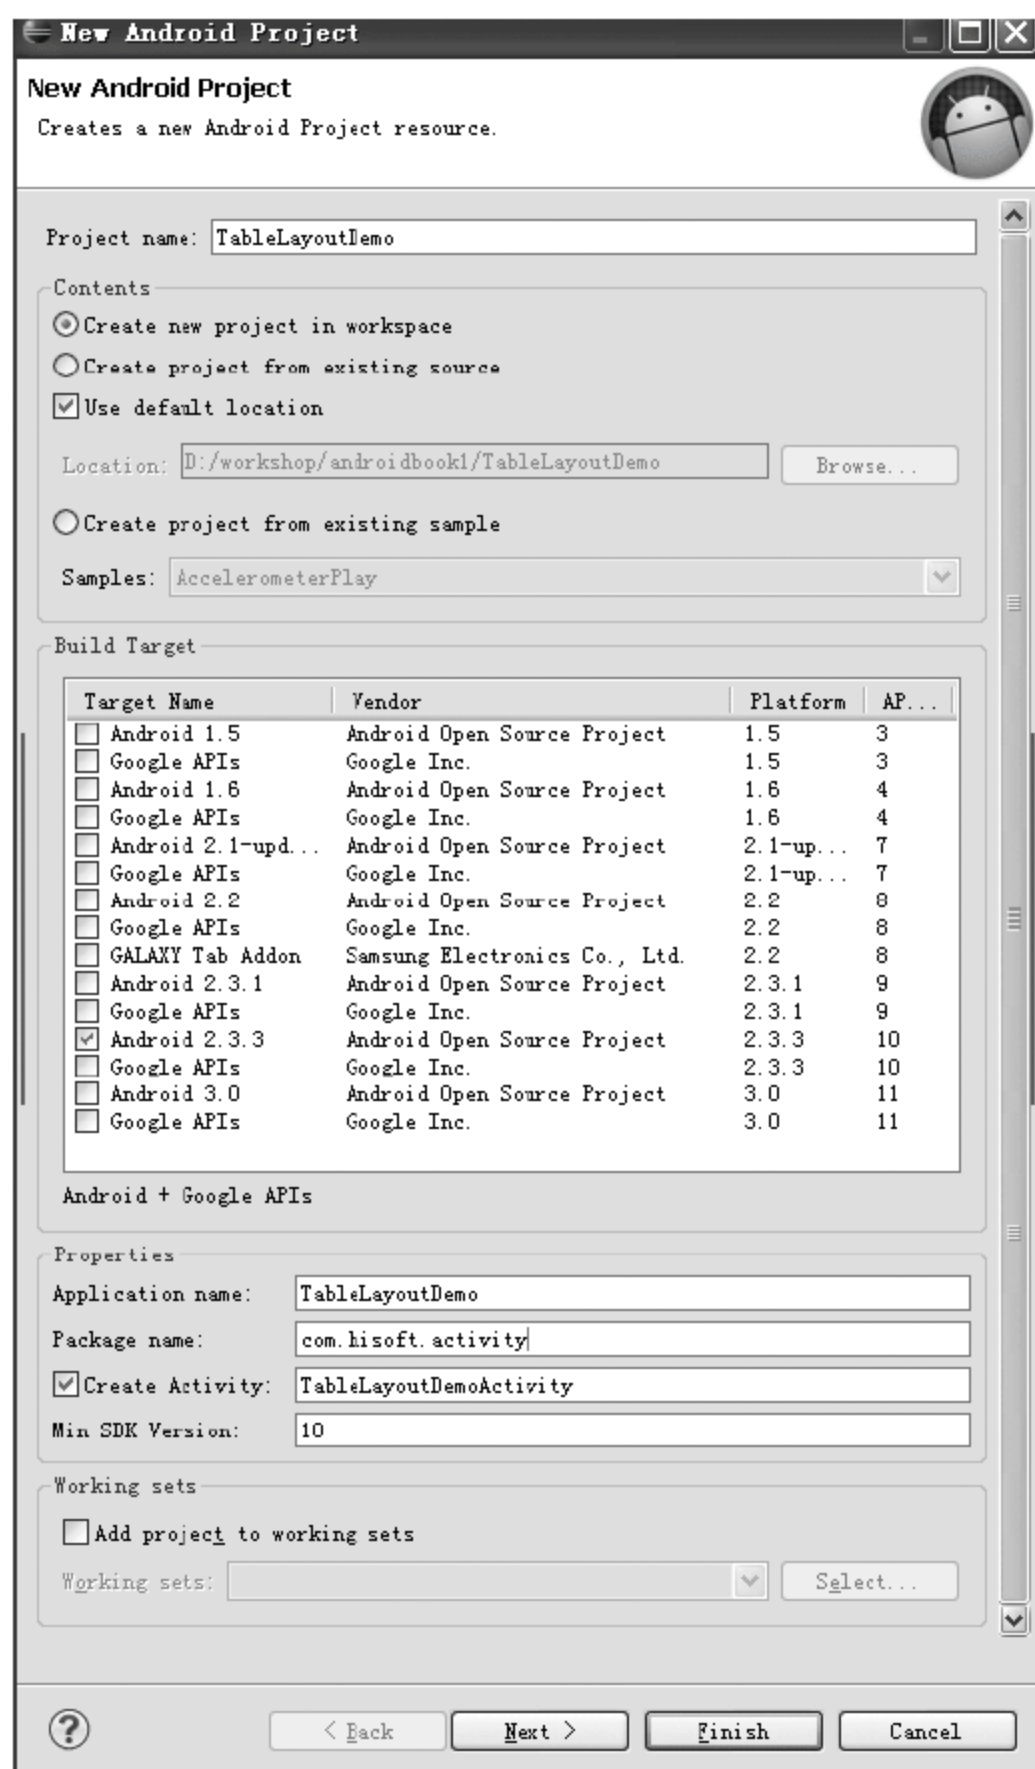 New Android Project
New Android Project
Creates a new Android Project resource.
Project name: TableLayoutDemo
Contents
Create new project in workspace
Create project from existing source
Use default location
Location: D:/workshop/androidbook1/TableLayoutDemo Browse...
Create project from existing sample
Samples: AccelerometerPlay
Build Target
Target Name Vendor Platform AP...
Android 1.5 Android Open Source Project 1.5 3
Google APIs Google Inc. 1.5 3
Android 1.6 Android Open Source Project 1.6 4
Google APIs Google Inc. 1.6 4
Android 2.1-upd... Android Open Source Project 2.1-up... 7
Google APIs Google Inc. 2.1-up... 7
Android 2.2 Android Open Source Project 2.2 8
Google APIs Google Inc. 2.2 8
GALAXY Tab Addon Samsung Electronics Co., Ltd. 2.2 8
Android 2.3.1 Android Open Source Project 2.3.1 9
Google APIs Google Inc. 2.3.1 9
Android 2.3.3 Android Open Source Project 2.3.3 10
Google APIs Google Inc. 2.3.3 10
Android 3.0 Android Open Source Project 3.0 11
Google APIs Google Inc. 3.0 11
Android + Google APIs
Properties
Application name: TableLayoutDemo
Package name: com.hisoft.activity
Create Activity: TableLayoutDemoActivity
Min SDK Version: 10
Working sets
Add project to working sets
Working sets: Select...
? < Back Next > Finish Cancel